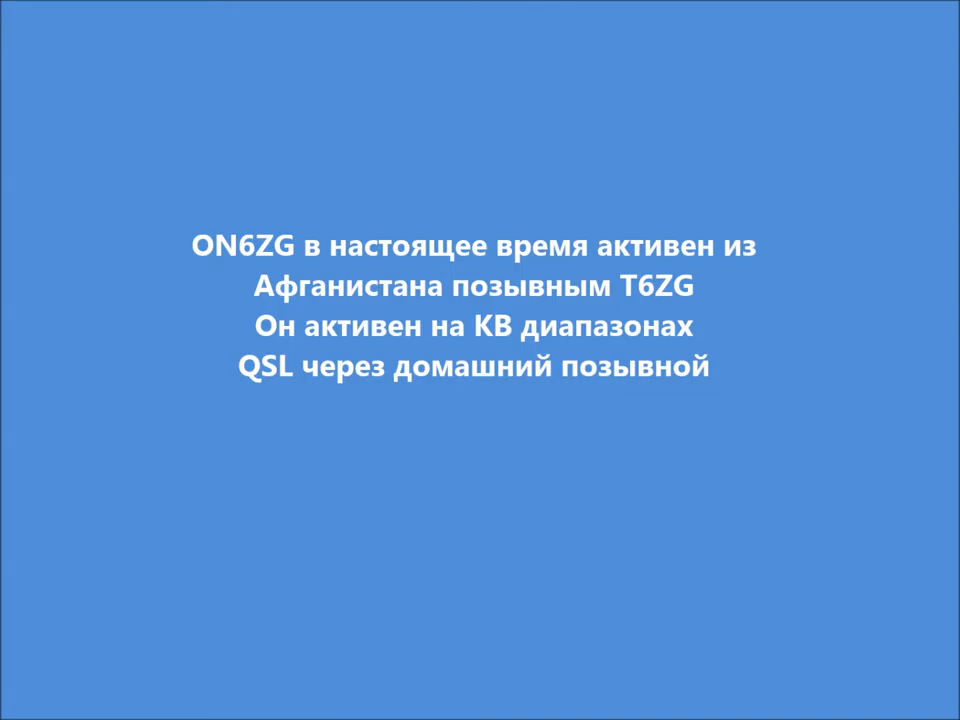 ON6ZG в настоящее время активен из
Афганистана позывным T6ZG
Он активен на КВ диапазонах
QSL через домашний позывной